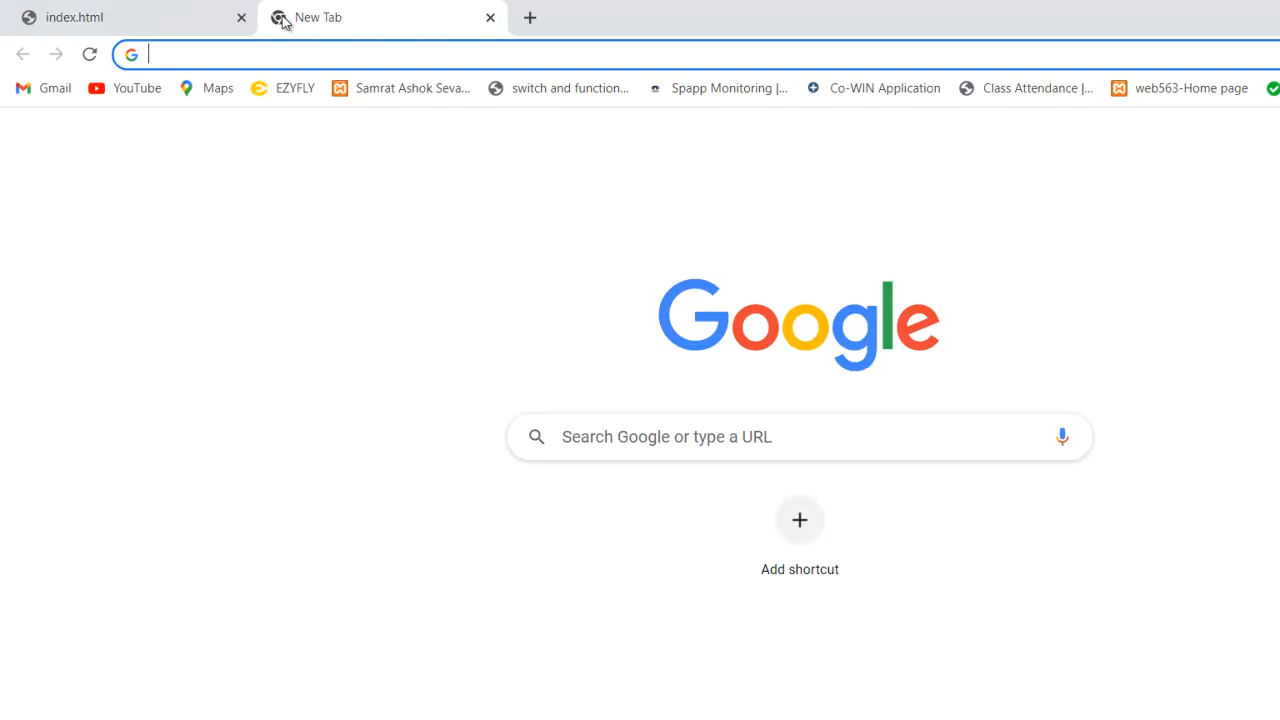 index.html
New Tab
Gmail YouTube Maps EZYFLY Samrat Ashok Seva... switch and function... Spapp Monitoring |... Co-WIN Application Class Attendance |... web563-Home page
Google
Search Google or type a URL
Add shortcut